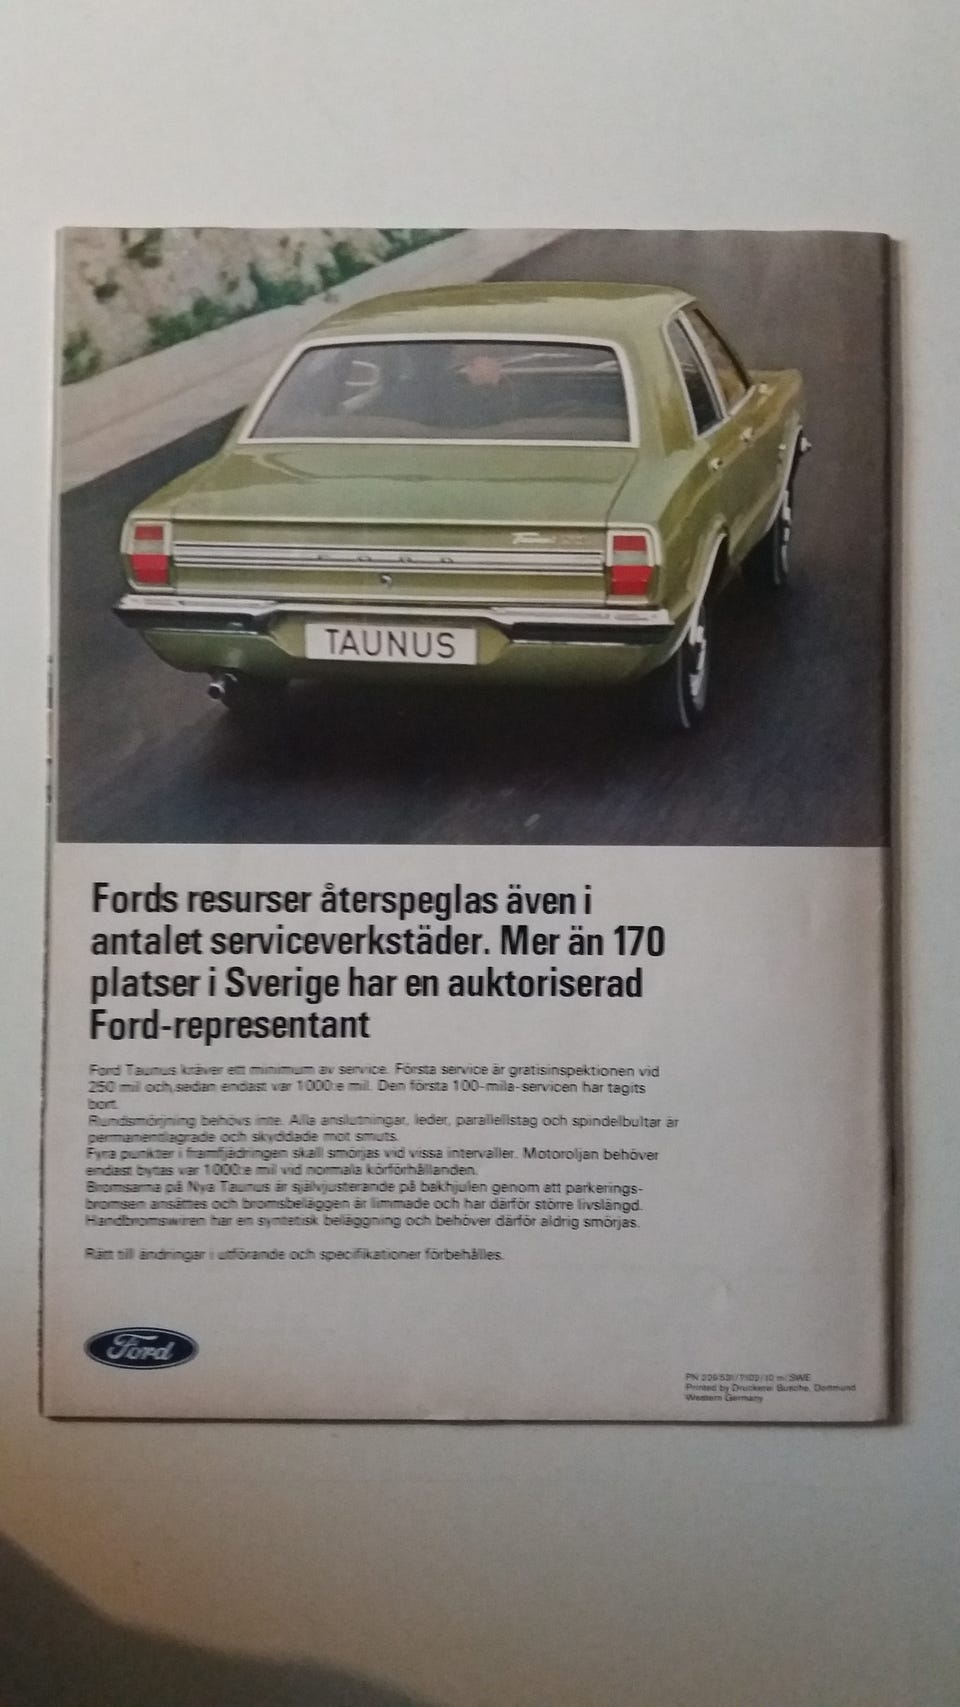 Taunus
FORD
TAUNUS
Fords resurser återspeglas även i
antalet serviceverkstäder. Mer än 170
platser i Sverige har en auktoriserad
Ford-representant
Ford Taunus kräver ett minimum av service. Första service är gratisinspektionen vid
250 mil och sedan endast var 1000:e mil. Den första 100-mila-servicen har tagits
bort.
Rundsmörjning behövs inte. Alla anslutningar, leder, parallellstag och spindelbultar är
permanentlagrade och skyddade mot smuts.
Fyra punkter i framfjädringen skall smörjas vid vissa intervaller. Motoroljan behöver
endast bytas var 1000:e mil vid normala körförhållanden.
Bromsarna på Nya Taunus är självjusterande på bakhjulen genom att parkerings-
bromsen ansättes och bromsbeläggen är limmade och har därför större livslängd.
Handbromswiren har en syntetisk beläggning och behöver därför aldrig smörjas.
Rätt till ändringar i utförande och specifikationer förbehålles.
Ford
PN SWE
Printed by Druckerei Busche, Dortmund
Western Germany